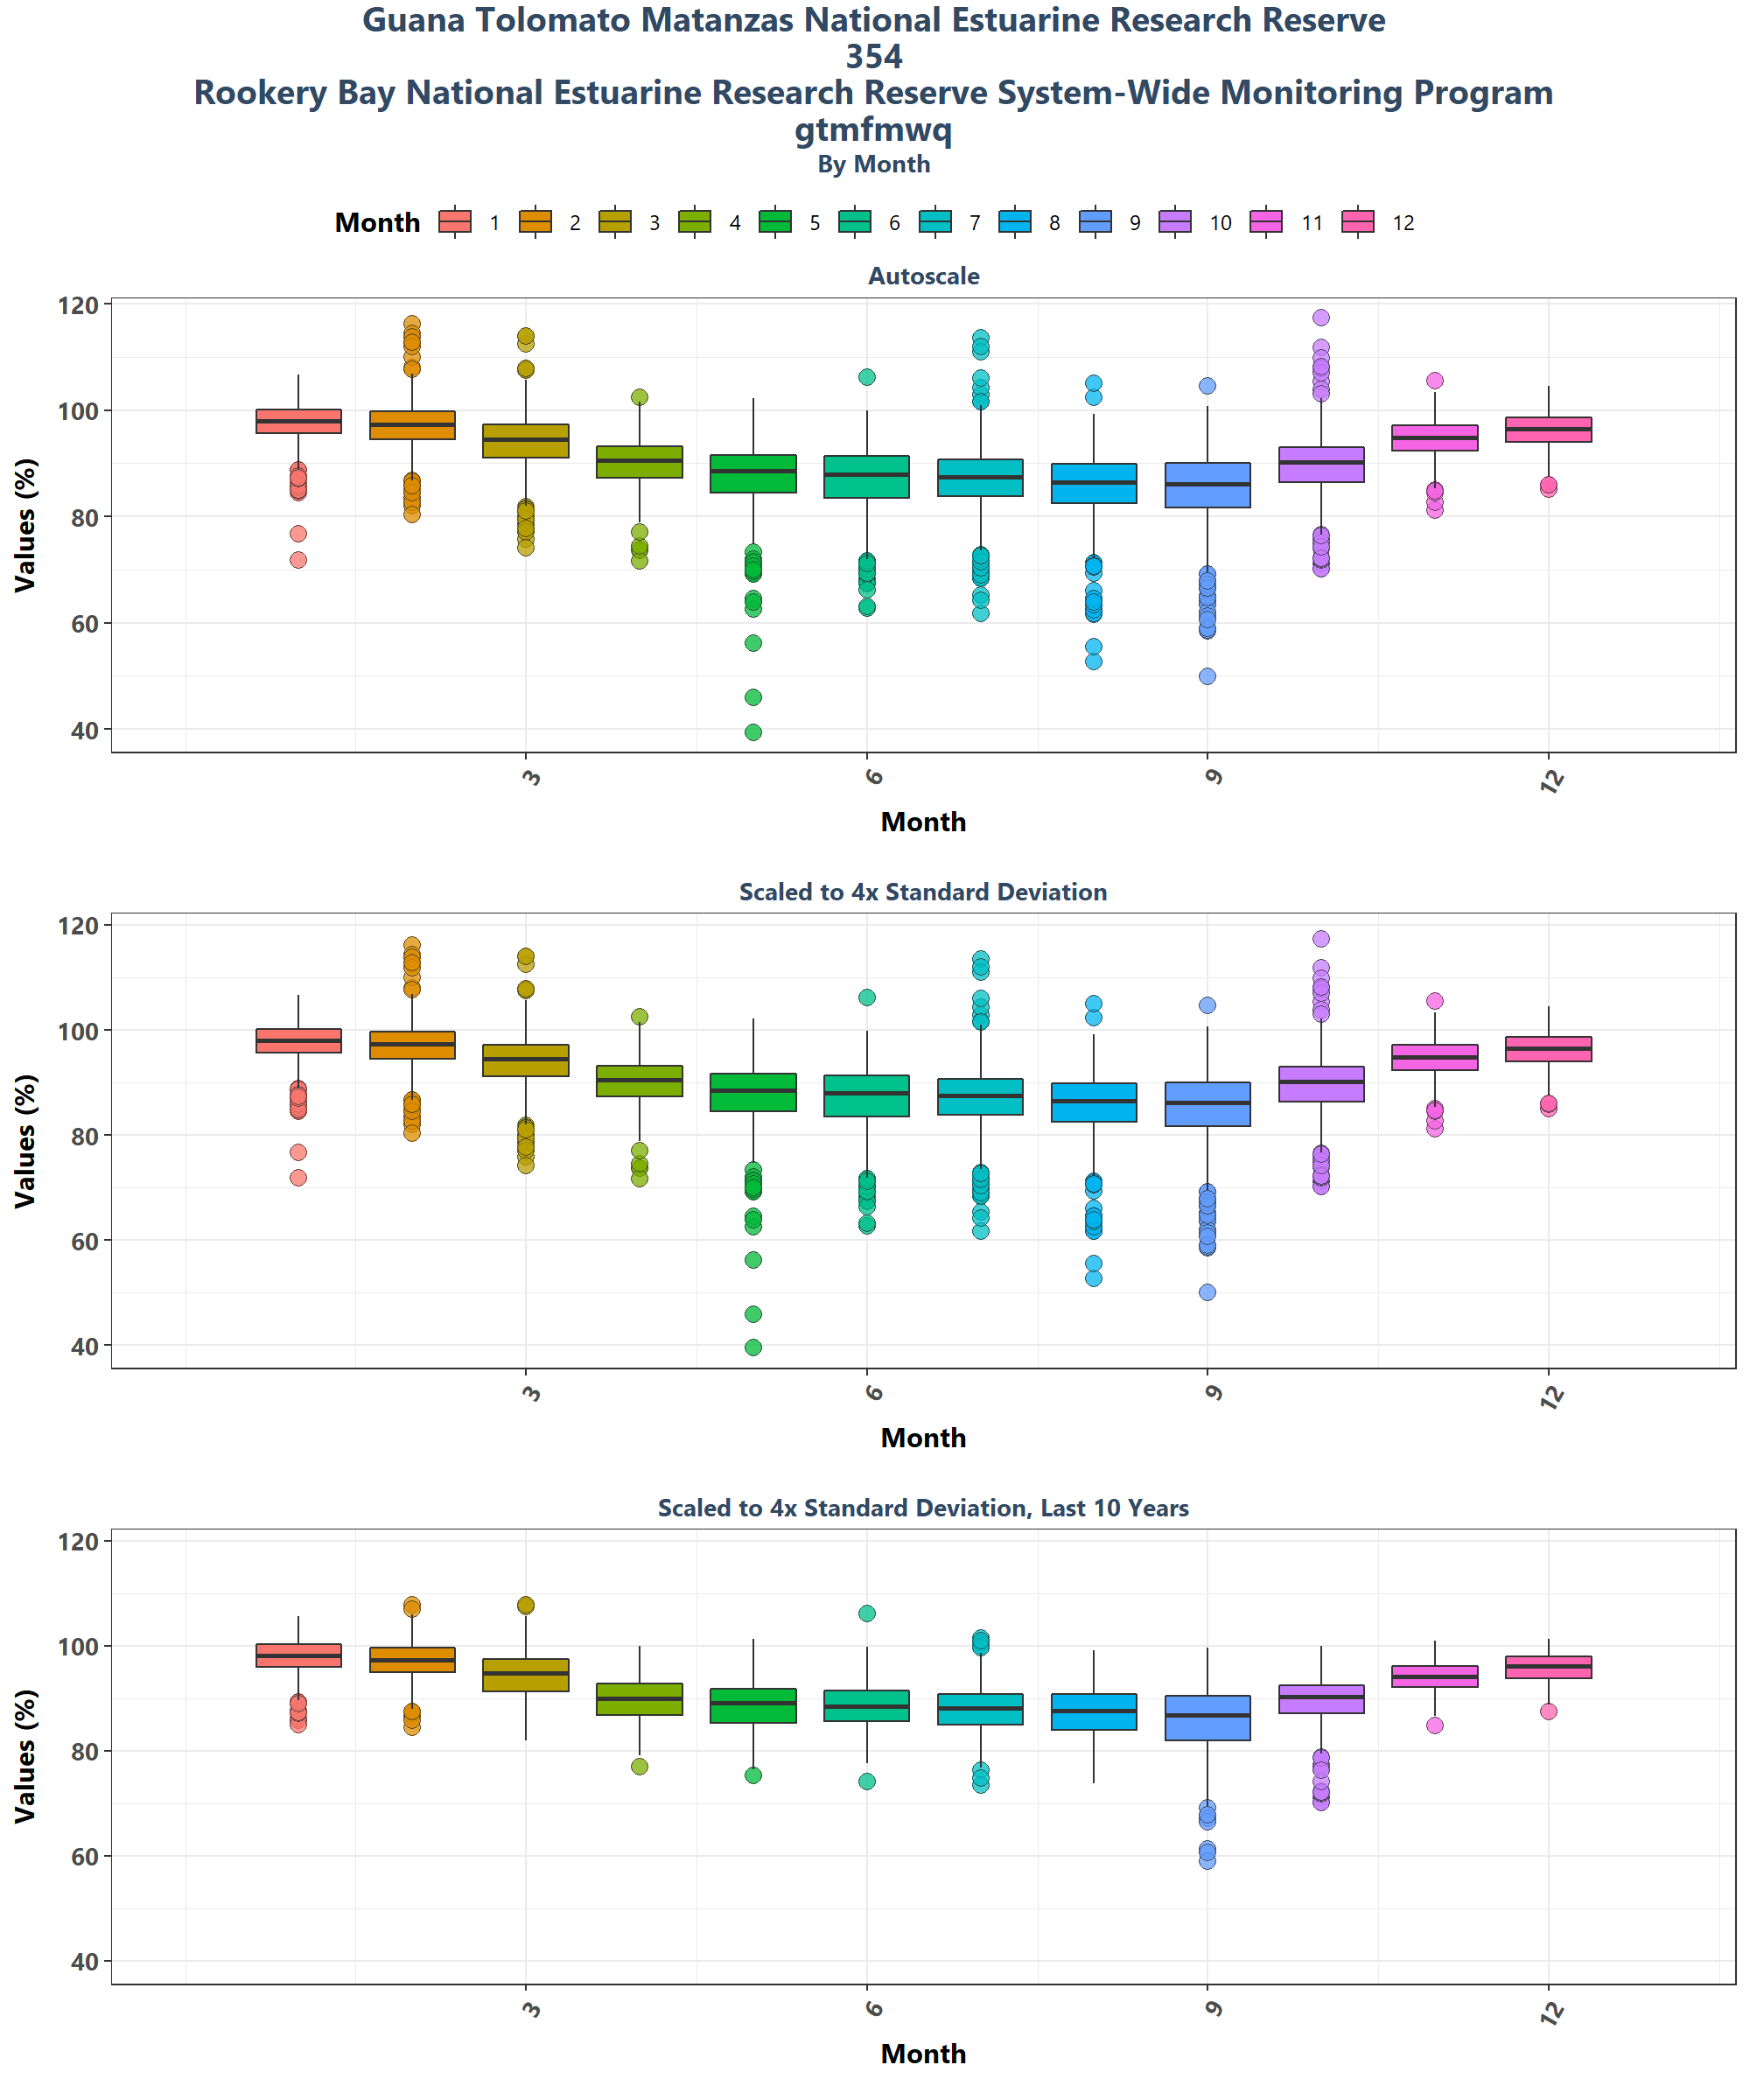 Guana Tolomato Matanzas National Estuarine Research Reserve
354
Rookery Bay National Estuarine Research Reserve System-Wide Monitoring Program
gtmfmwq
By Month
Month 1 2 3 4 5 6 7 8 9 10 11 12
Autoscale
120
100
80
60
40
Values (%)
3 6 9 12
Month
Scaled to 4x Standard Deviation
120
100
80
60
40
Values (%)
3 6 9 12
Month
Scaled to 4x Standard Deviation, Last 10 Years
120
100
80
60
40
Values (%)
3 6 9 12
Month